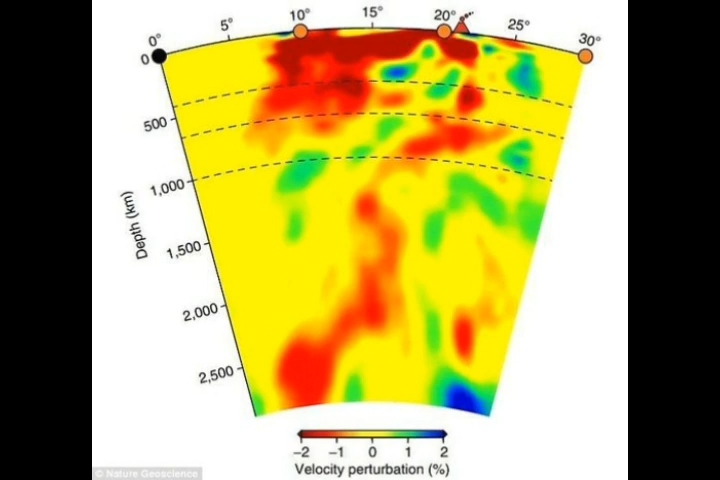 0° 5° 10° 15° 20° 25° 30°
0
500
1,000
1,500
2,000
2,500
Depth (km)
−2 −1 0 1 2
Velocity perturbation (%)
© Nature Geoscience